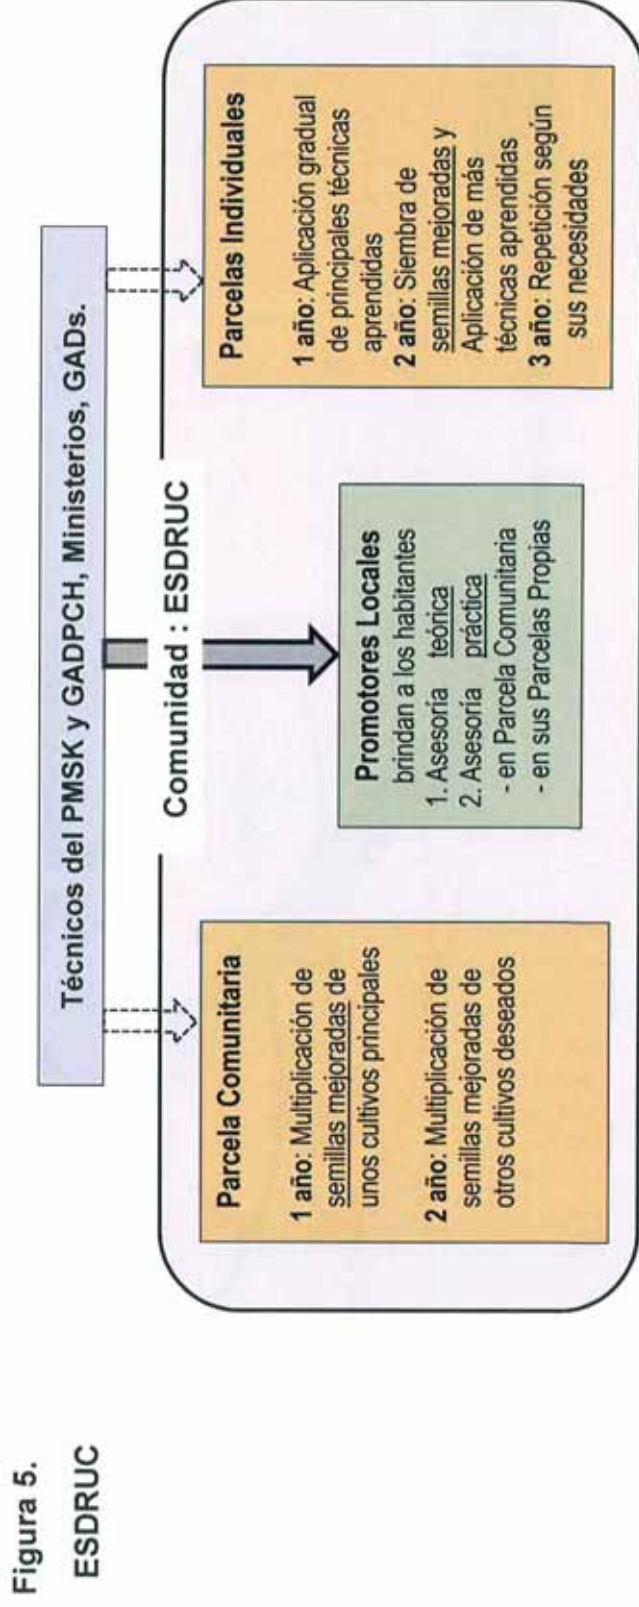 Figura 5.
ESDRUC
Técnicos del PMSK y GADPCH, Ministerios, GADs.
Comunidad : ESDRUC
Parcela Comunitaria
1 año: Multiplicación de
semillas mejoradas de
unos cultivos principales
2 año: Multiplicación de
semillas mejoradas de
otros cultivos deseados
Promotores Locales
brindan a los habitantes
1. Asesoría teórica
2. Asesoría práctica
- en Parcela Comunitaria
- en sus Parcelas Propias
Parcelas Individuales
1 año: Aplicación gradual
de principales técnicas
aprendidas
2 año: Siembra de
semillas mejoradas y
Aplicación de más
técnicas aprendidas
3 año: Repetición según
sus necesidades